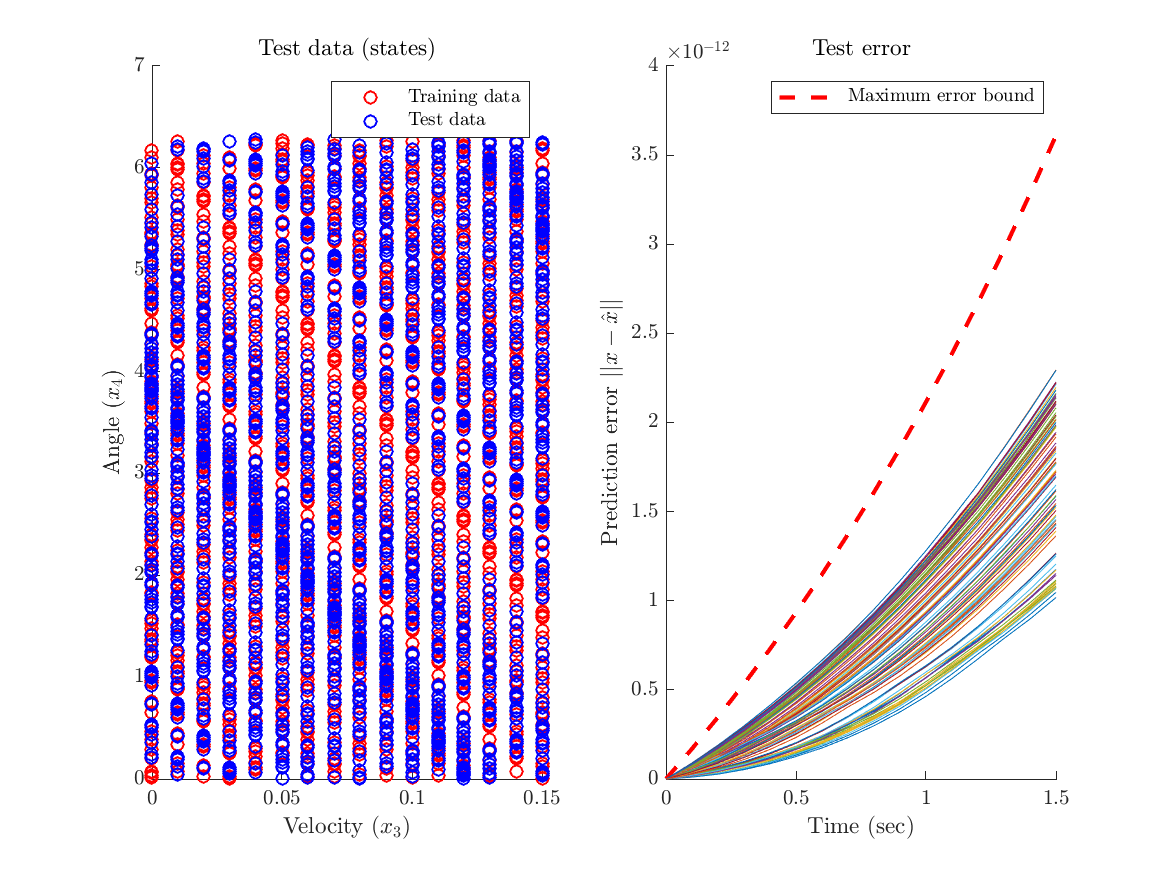 Test data (states)
Training data
Test data
7
6
5
4
3
2
1
0
Angle (x₄)
0 0.05 0.1 0.15
Velocity (x₃)
×10⁻¹²
Test error
Maximum error bound
4
3.5
3
2.5
2
1.5
1
0.5
0
Prediction error ||x − x̂||
0 0.5 1 1.5
Time (sec)